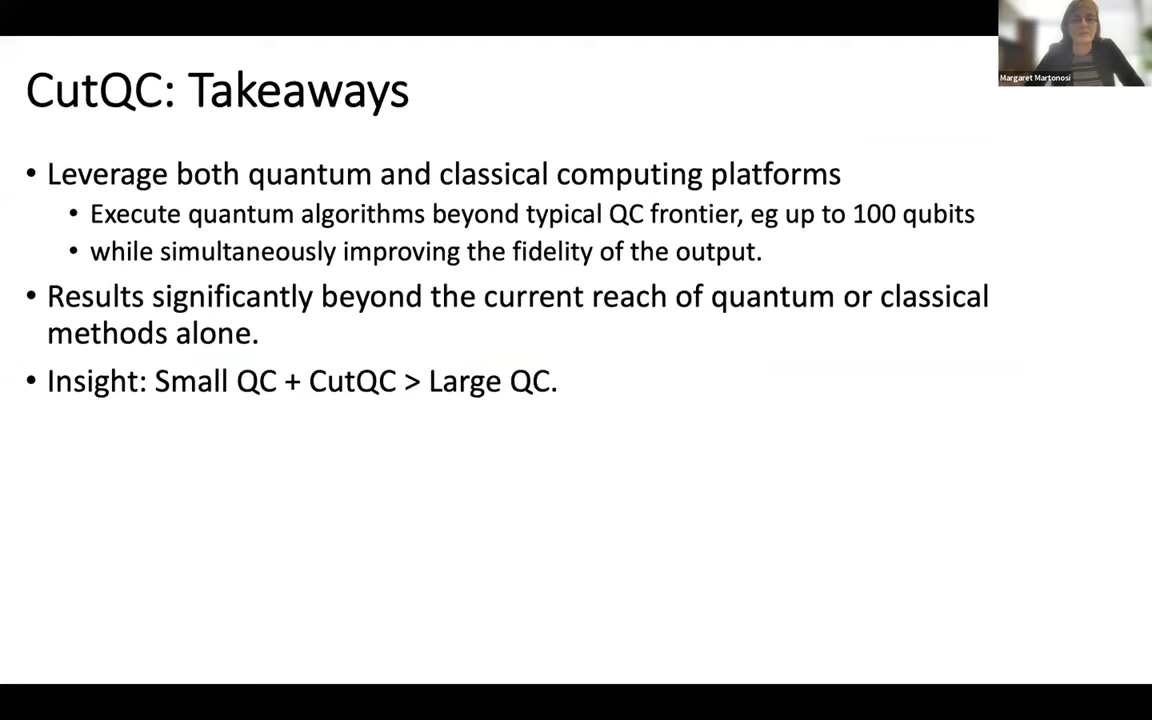 Margaret Martonosi
CutQC: Takeaways
• Leverage both quantum and classical computing platforms
• Execute quantum algorithms beyond typical QC frontier, eg up to 100 qubits
• while simultaneously improving the fidelity of the output.
• Results significantly beyond the current reach of quantum or classical
methods alone.
• Insight: Small QC + CutQC > Large QC.